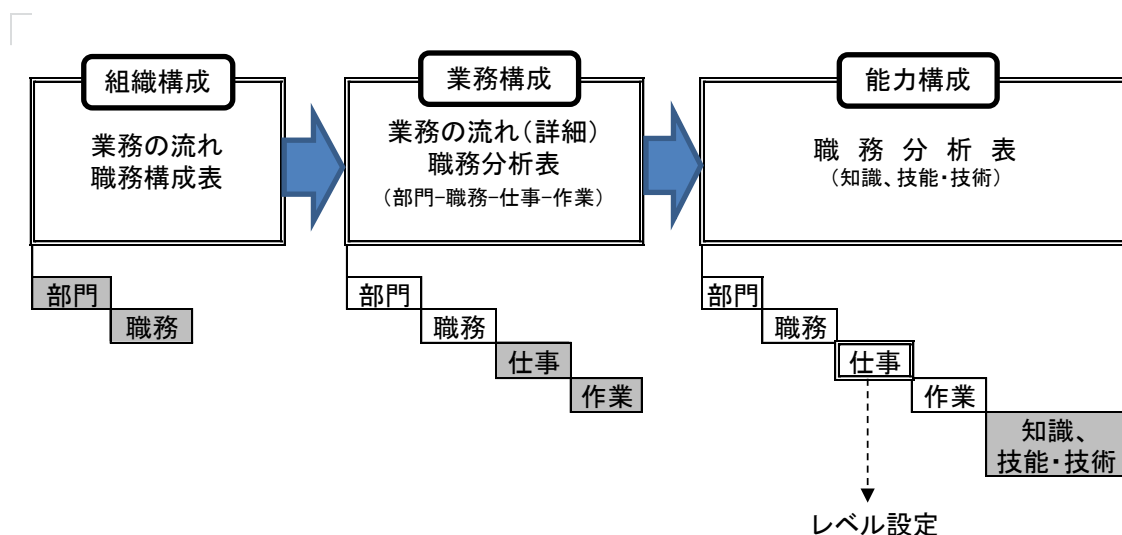 組織構成
業務の流れ
職務構成表
部門
職務
業務構成
業務の流れ(詳細)
職務分析表
(部門-職務-仕事-作業)
部門
職務
仕事
作業
能力構成
職 務 分 析 表
(知識、技能・技術)
部門
職務
仕事
作業
知識、
技能・技術
レベル設定